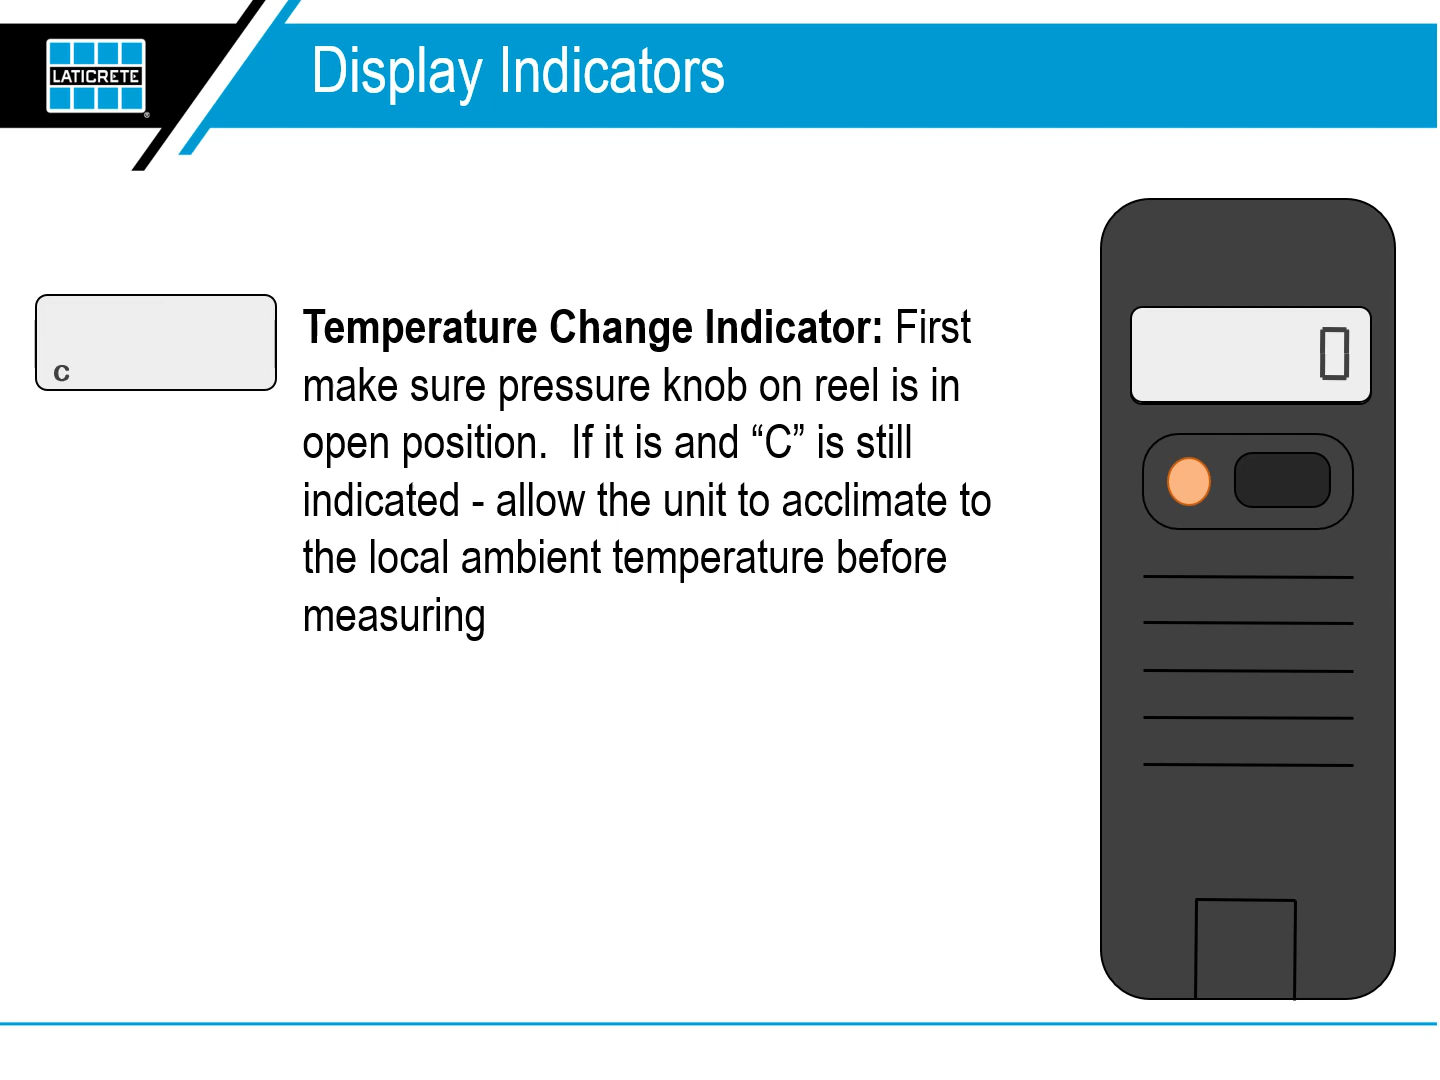 LATICRETE
®
Display Indicators
c
Temperature Change Indicator: First
make sure pressure knob on reel is in
open position.  If it is and “C” is still
indicated - allow the unit to acclimate to
the local ambient temperature before
measuring
0